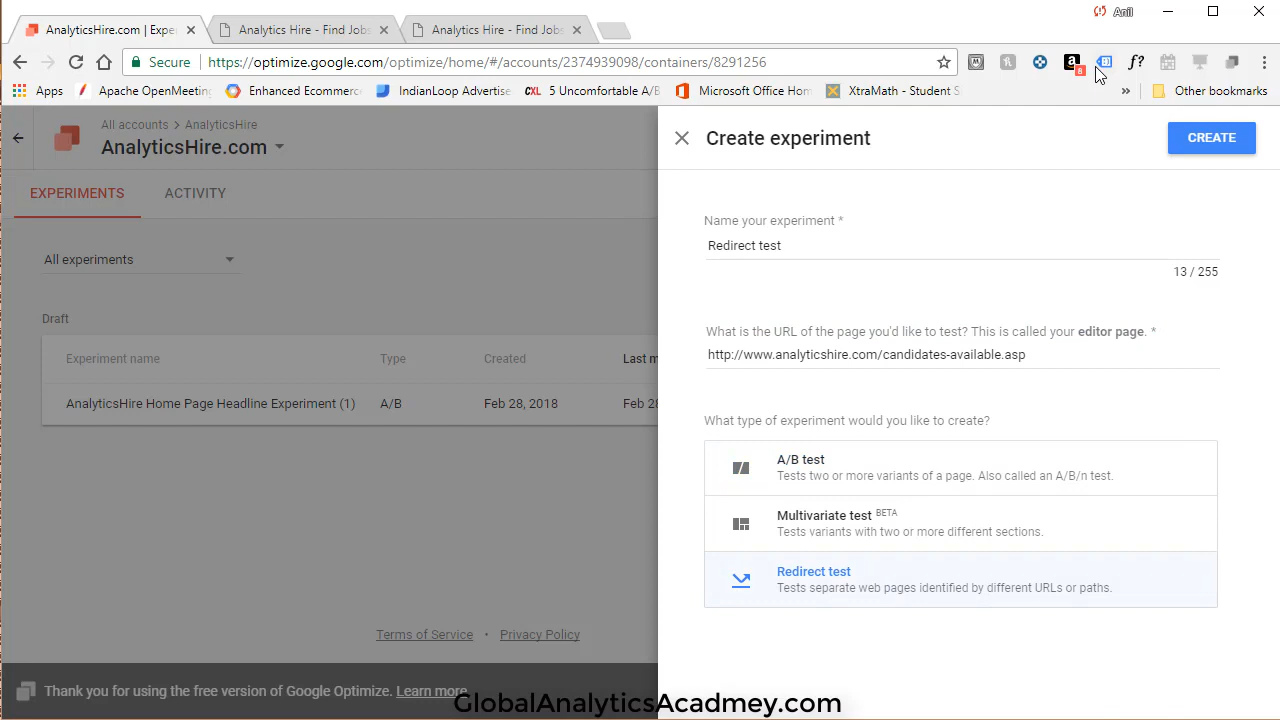 Anil
AnalyticsHire.com | Exper
Analytics Hire - Find Jobs
Analytics Hire - Find Jobs
Secure
https://optimize.google.com/optimize/home/#/accounts/2374939098/containers/8291256
8
f?
Apps
Apache OpenMeeting
Enhanced Ecommerc
IndianLoop Advertise
CXL
5 Uncomfortable A/B
Microsoft Office Hom
XtraMath - Student S
»
Other bookmarks
All accounts > AnalyticsHire
AnalyticsHire.com
EXPERIMENTS
ACTIVITY
All experiments
Draft
Experiment name
Type
Created
Last m
AnalyticsHire Home Page Headline Experiment (1)
A/B
Feb 28, 2018
Feb 28
Terms of Service • Privacy Policy
Thank you for using the free version of Google Optimize. Learn more
Create experiment
CREATE
Name your experiment *
Redirect test
13 / 255
What is the URL of the page you'd like to test? This is called your editor page. *
http://www.analyticshire.com/candidates-available.asp
What type of experiment would you like to create?
A/B test
Tests two or more variants of a page. Also called an A/B/n test.
Multivariate test BETA
Tests variants with two or more different sections.
Redirect test
Tests separate web pages identified by different URLs or paths.
GlobalAnalyticsAcadmey.com